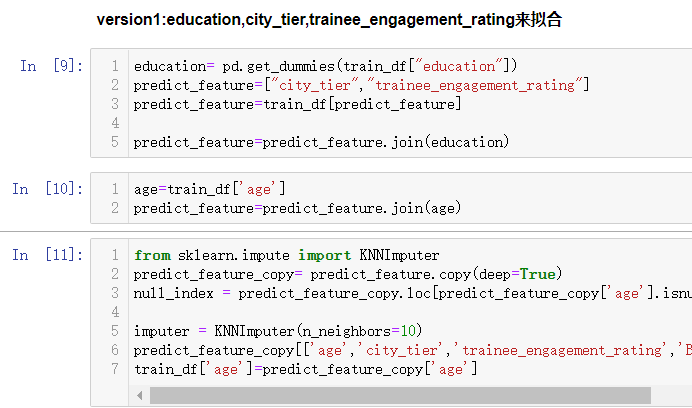 version1:education,city_tier,trainee_engagement_rating来拟合
In [9]:
1 education= pd.get_dummies(train_df["education"])
2 predict_feature=["city_tier","trainee_engagement_rating"]
3 predict_feature=train_df[predict_feature]
4
5 predict_feature=predict_feature.join(education)
In [10]:
1 age=train_df['age']
2 predict_feature=predict_feature.join(age)
In [11]:
1 from sklearn.impute import KNNImputer
2 predict_feature_copy= predict_feature.copy(deep=True)
3 null_index = predict_feature_copy.loc[predict_feature_copy['age'].isnu
4
5 imputer = KNNImputer(n_neighbors=10)
6 predict_feature_copy[['age','city_tier','trainee_engagement_rating','B
7 train_df['age']=predict_feature_copy['age']